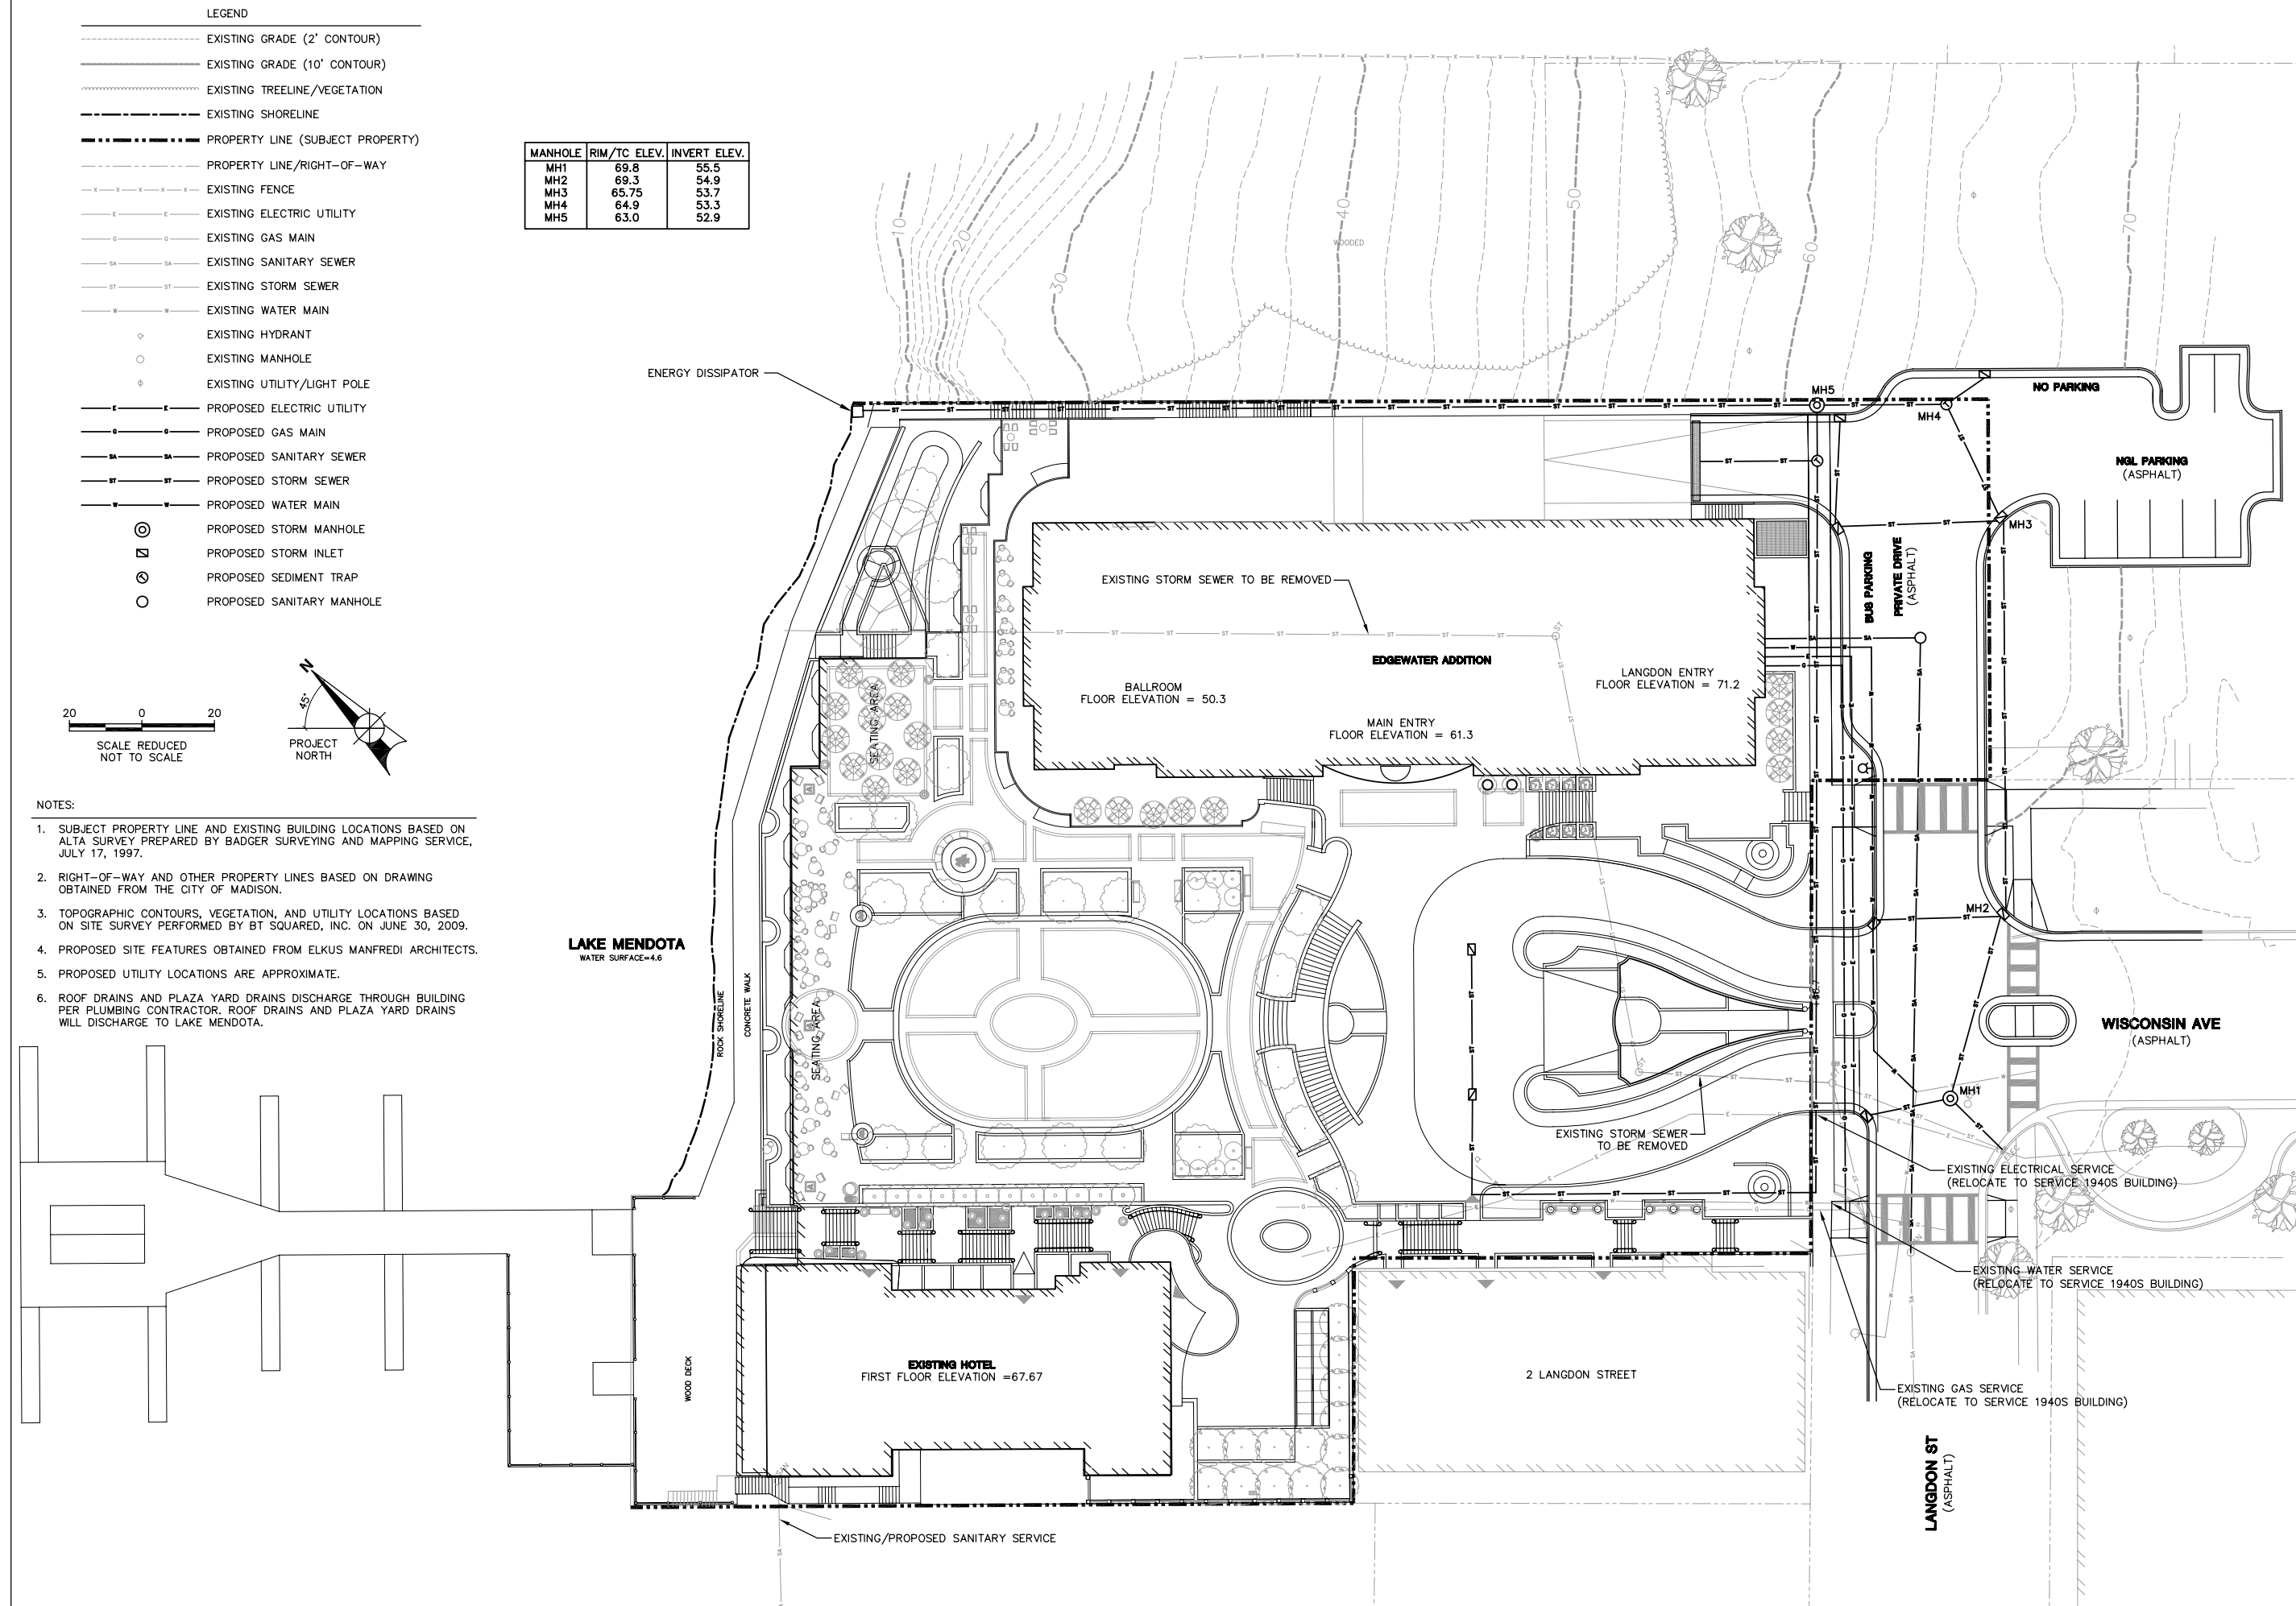 LEGEND
EXISTING GRADE (2' CONTOUR)
EXISTING GRADE (10' CONTOUR)
EXISTING TREELINE/VEGETATION
EXISTING SHORELINE
PROPERTY LINE (SUBJECT PROPERTY)
PROPERTY LINE/RIGHT-OF-WAY
EXISTING FENCE
EXISTING ELECTRIC UTILITY
EXISTING GAS MAIN
EXISTING SANITARY SEWER
EXISTING STORM SEWER
EXISTING WATER MAIN
EXISTING HYDRANT
EXISTING MANHOLE
EXISTING UTILITY/LIGHT POLE
PROPOSED ELECTRIC UTILITY
PROPOSED GAS MAIN
PROPOSED SANITARY SEWER
PROPOSED STORM SEWER
PROPOSED WATER MAIN
PROPOSED STORM MANHOLE
PROPOSED STORM INLET
PROPOSED SEDIMENT TRAP
PROPOSED SANITARY MANHOLE
20 0 20
SCALE REDUCED
NOT TO SCALE
N
45°
PROJECT
NORTH
NOTES:
1. SUBJECT PROPERTY LINE AND EXISTING BUILDING LOCATIONS BASED ON
ALTA SURVEY PREPARED BY BADGER SURVEYING AND MAPPING SERVICE,
JULY 17, 1997.
2. RIGHT-OF-WAY AND OTHER PROPERTY LINES BASED ON DRAWING
OBTAINED FROM THE CITY OF MADISON.
3. TOPOGRAPHIC CONTOURS, VEGETATION, AND UTILITY LOCATIONS BASED
ON SITE SURVEY PERFORMED BY BT SQUARED, INC. ON JUNE 30, 2009.
4. PROPOSED SITE FEATURES OBTAINED FROM ELKUS MANFREDI ARCHITECTS.
5. PROPOSED UTILITY LOCATIONS ARE APPROXIMATE.
6. ROOF DRAINS AND PLAZA YARD DRAINS DISCHARGE THROUGH BUILDING
PER PLUMBING CONTRACTOR. ROOF DRAINS AND PLAZA YARD DRAINS
WILL DISCHARGE TO LAKE MENDOTA.
MANHOLE RIM/TC ELEV. INVERT ELEV.
MH1 69.8 55.5
MH2 69.3 54.9
MH3 65.75 53.7
MH4 64.9 53.3
MH5 63.0 52.9
10
20
30
40
50
60
70
WOODED
ENERGY DISSIPATOR
MH5
MH4
NO PARKING
NGL PARKING
(ASPHALT)
MH3
BUS PARKING
PRIVATE DRIVE
(ASPHALT)
EXISTING STORM SEWER TO BE REMOVED
EDGEWATER ADDITION
BALLROOM
FLOOR ELEVATION = 50.3
LANGDON ENTRY
FLOOR ELEVATION = 71.2
MAIN ENTRY
FLOOR ELEVATION = 61.3
SEATING AREA
SEATING AREA
LAKE MENDOTA
WATER SURFACE=4.6
ROCK SHORELINE
CONCRETE WALK
MH2
WISCONSIN AVE
(ASPHALT)
MH1
EXISTING STORM SEWER
TO BE REMOVED
EXISTING ELECTRICAL SERVICE
(RELOCATE TO SERVICE 1940S BUILDING)
EXISTING WATER SERVICE
(RELOCATE TO SERVICE 1940S BUILDING)
EXISTING GAS SERVICE
(RELOCATE TO SERVICE 1940S BUILDING)
EXISTING HOTEL
FIRST FLOOR ELEVATION =67.67
WOOD DECK
2 LANGDON STREET
LANGDON ST
(ASPHALT)
EXISTING/PROPOSED SANITARY SERVICE